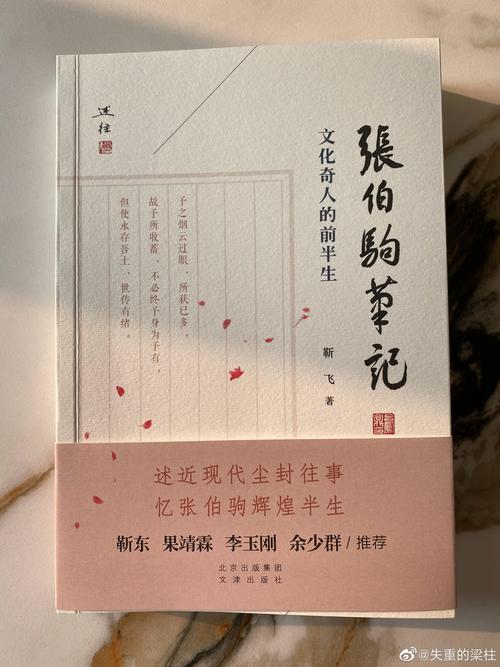 述往
張伯駒筆記
文化奇人的前半生
靳飞 著
予之烟云过眼，所获已多。
故予所收蓄，不必终予身为予有，
但使永存吾土，世传有绪。
述近现代尘封往事
忆张伯驹辉煌半生
靳东 果靖霖 李玉刚 余少群/推荐
北京出版集团
文津出版社
@失重的梁柱